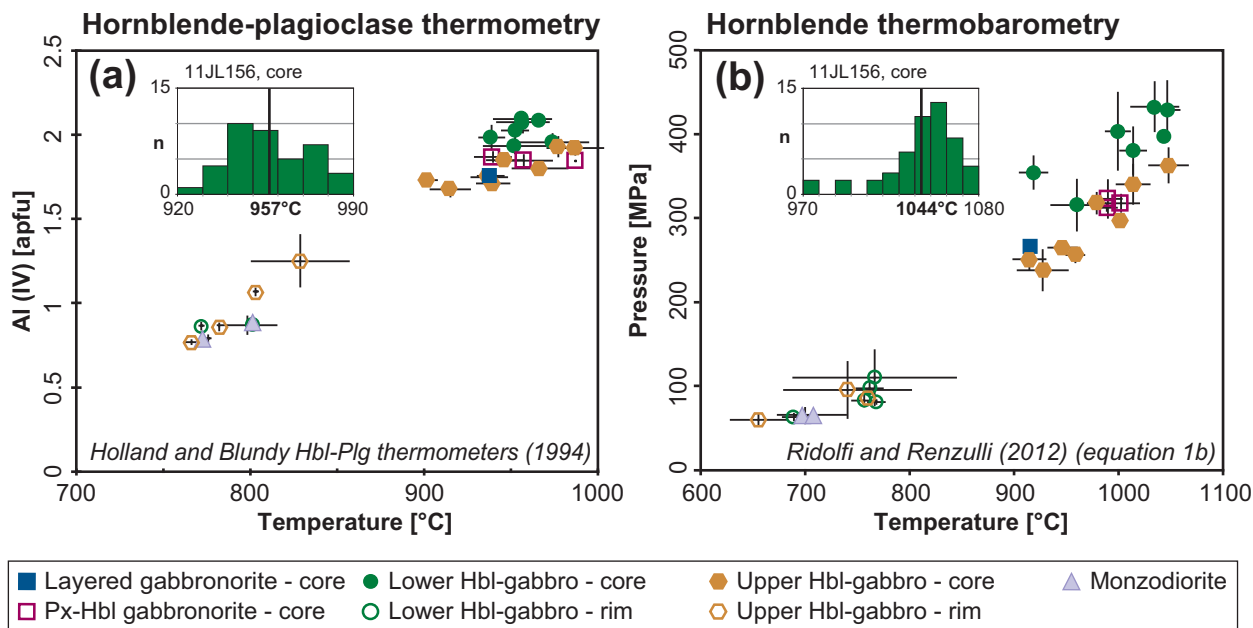 Hornblende-plagioclase thermometry
(a)
11JL156, core
15
n
0
920 957°C 990
2.5
2
1.5
1
0.5
0
Al (IV) [apfu]
Holland and Blundy Hbl-Plg thermometers (1994)
700 800 900 1000
Temperature [°C]
Hornblende thermobarometry
(b)
11JL156, core
15
n
0
970 1044°C 1080
500
400
300
200
100
0
Pressure [MPa]
Ridolfi and Renzulli (2012) (equation 1b)
600 700 800 900 1000 1100
Temperature [°C]
Layered gabbronorite - core Lower Hbl-gabbro - core Upper Hbl-gabbro - core Monzodiorite
Px-Hbl gabbronorite - core Lower Hbl-gabbro - rim Upper Hbl-gabbro - rim